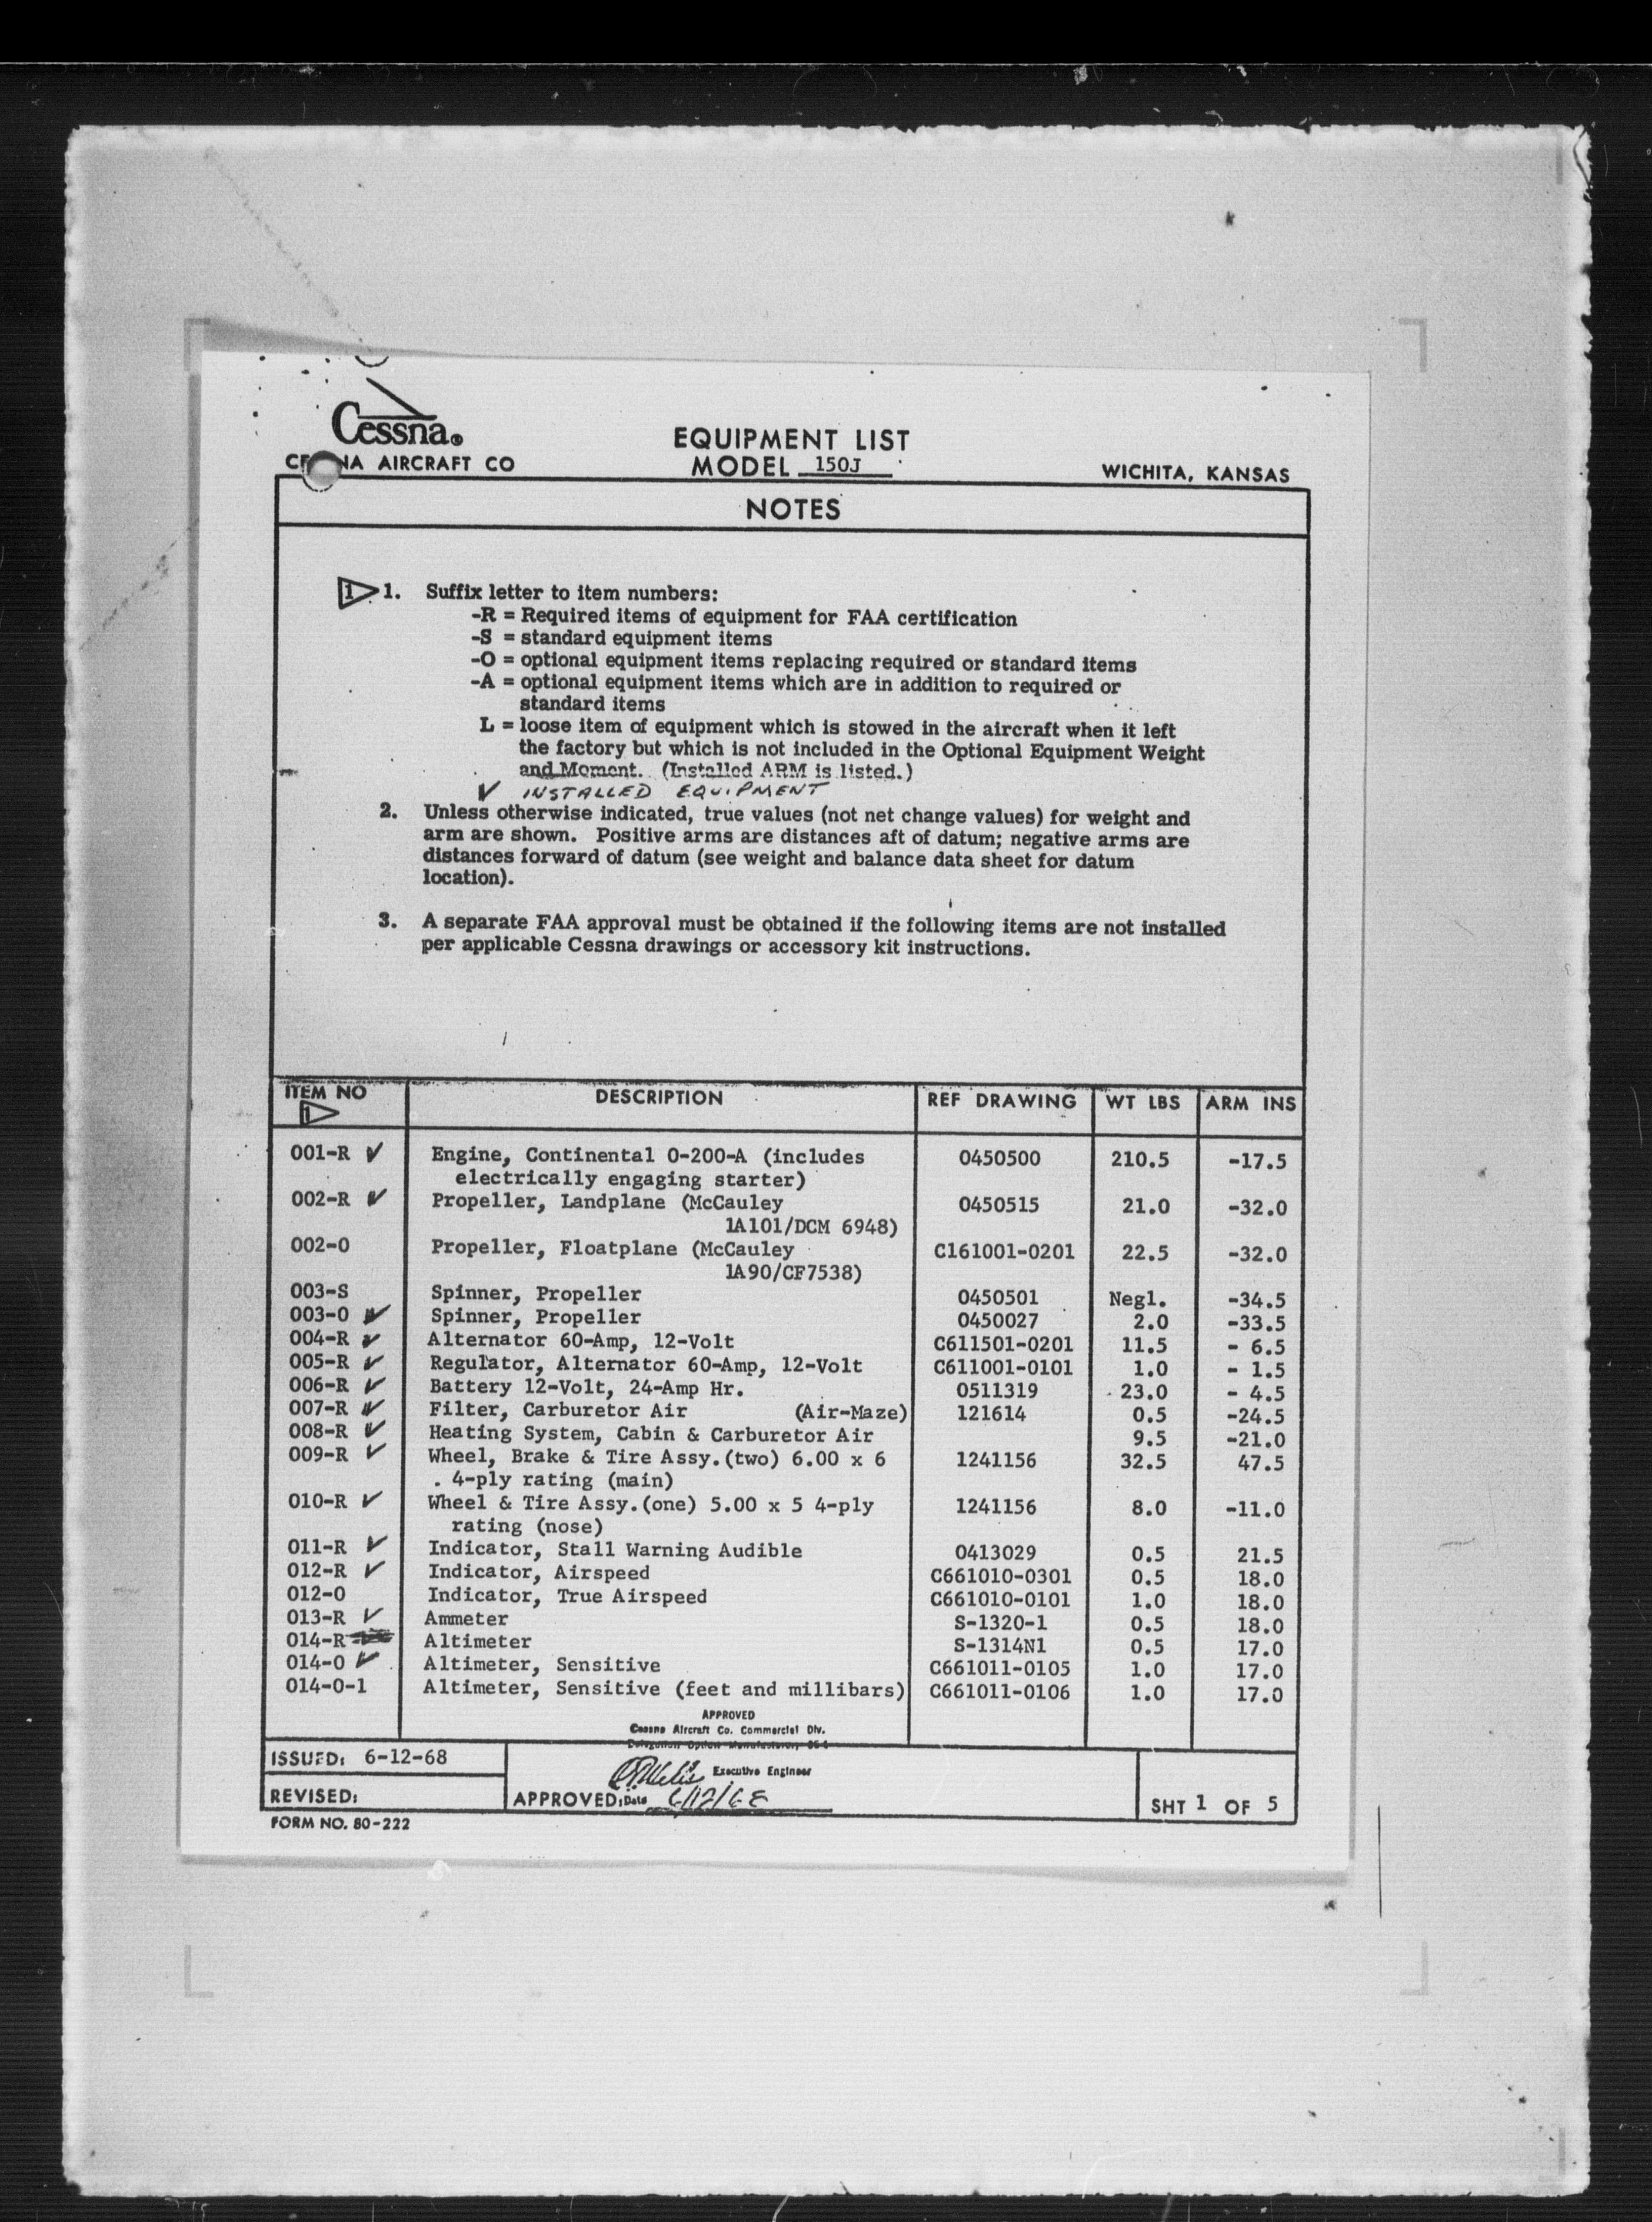 Cessna®
CESSNA AIRCRAFT CO
EQUIPMENT LIST
MODEL 150J
WICHITA, KANSAS
NOTES
1 1. Suffix letter to item numbers:
-R = Required items of equipment for FAA certification
-S = standard equipment items
-O = optional equipment items replacing required or standard items
-A = optional equipment items which are in addition to required or
standard items
L = loose item of equipment which is stowed in the aircraft when it left
the factory but which is not included in the Optional Equipment Weight
and Moment. (Installed ARM is listed.)
✓ INSTALLED EQUIPMENT
2. Unless otherwise indicated, true values (not net change values) for weight and
arm are shown. Positive arms are distances aft of datum; negative arms are
distances forward of datum (see weight and balance data sheet for datum
location).
3. A separate FAA approval must be obtained if the following items are not installed
per applicable Cessna drawings or accessory kit instructions.
ITEM NO 1 DESCRIPTION REF DRAWING WT LBS ARM INS
001-R ✓ Engine, Continental O-200-A (includes 0450500 210.5 -17.5
electrically engaging starter)
002-R ✓ Propeller, Landplane (McCauley 0450515 21.0 -32.0
1A101/DCM 6948)
002-O Propeller, Floatplane (McCauley C161001-0201 22.5 -32.0
1A90/CF7538)
003-S Spinner, Propeller 0450501 Negl. -34.5
003-O ✓ Spinner, Propeller 0450027 2.0 -33.5
004-R ✓ Alternator 60-Amp, 12-Volt C611501-0201 11.5 - 6.5
005-R ✓ Regulator, Alternator 60-Amp, 12-Volt C611001-0101 1.0 - 1.5
006-R ✓ Battery 12-Volt, 24-Amp Hr. 0511319 23.0 - 4.5
007-R ✓ Filter, Carburetor Air (Air-Maze) 121614 0.5 -24.5
008-R ✓ Heating System, Cabin & Carburetor Air 9.5 -21.0
009-R ✓ Wheel, Brake & Tire Assy.(two) 6.00 x 6 1241156 32.5 47.5
4-ply rating (main)
010-R ✓ Wheel & Tire Assy.(one) 5.00 x 5 4-ply 1241156 8.0 -11.0
rating (nose)
011-R ✓ Indicator, Stall Warning Audible 0413029 0.5 21.5
012-R ✓ Indicator, Airspeed C661010-0301 0.5 18.0
012-O Indicator, True Airspeed C661010-0101 1.0 18.0
013-R ✓ Ammeter S-1320-1 0.5 18.0
014-R Altimeter S-1314N1 0.5 17.0
014-O ✓ Altimeter, Sensitive C661011-0105 1.0 17.0
014-O-1 Altimeter, Sensitive (feet and millibars) C661011-0106 1.0 17.0
APPROVED
Cessna Aircraft Co. Commercial Div.
Executive Engineer
ISSUED: 6-12-68
REVISED:
APPROVED: Date 6/12/68
SHT 1 OF 5
FORM NO. 80-222